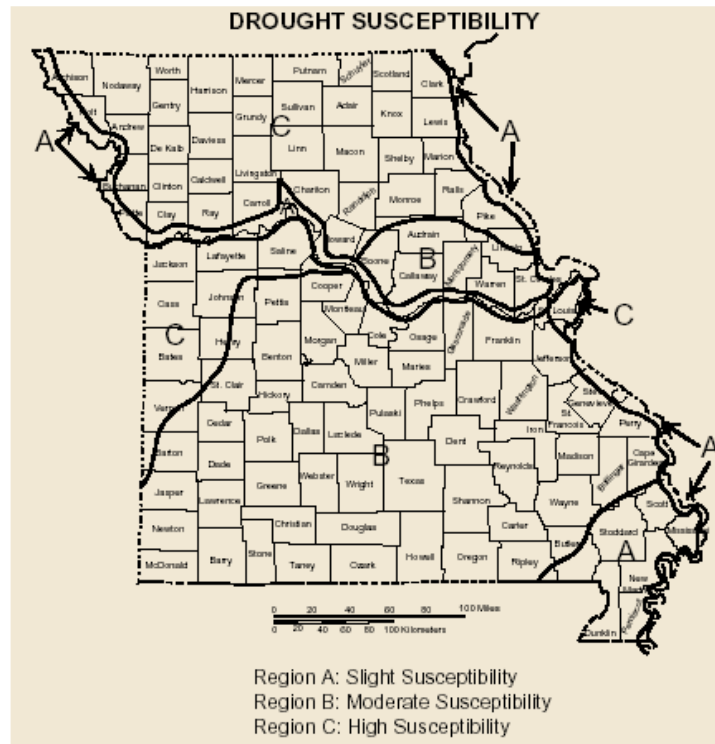 DROUGHT SUSCEPTIBILITY
A
Nodaway
Worth
Harrison
Mercer
Putnam
Schuyler
Scotland
Clark
Gentry
Sullivan
Adair
Knox
Lewis
Andrew
Grundy
C
A
A
De Kalb
Daviess
Linn
Macon
Shelby
Marion
Buchanan
Clinton
Caldwell
Livingston
Chariton
Randolph
Monroe
Ralls
Pike
Clay
Ray
Carroll
A
Audrain
Howard
Boone
B
Lincoln
Jackson
Lafayette
Saline
Callaway
Montgomery
Warren
St. Charles
Cass
Johnson
Pettis
Cooper
Moniteau
Cole
Osage
Gasconade
Franklin
St. Louis
C
C
Bates
Henry
Benton
Morgan
Miller
Maries
Jefferson
St. Clair
Hickory
Camden
Pulaski
Phelps
Crawford
Washington
Ste.
Genevieve
St.
Francois
Perry
A
Vernon
Cedar
Polk
Dallas
Laclede
B
Dent
Iron
Madison
Cape
Girardeau
Barton
Dade
Webster
Wright
Texas
Reynolds
Bollinger
Jasper
Lawrence
Greene
Shannon
Wayne
Scott
Mississippi
Newton
Christian
Douglas
Carter
Butler
Stoddard
A
McDonald
Barry
Stone
Taney
Ozark
Howell
Oregon
Ripley
New
Madrid
Pemiscot
Dunklin
0 20 40 60 80 100 Miles
0 20 40 60 80 100 Kilometers
Region A: Slight Susceptibility
Region B: Moderate Susceptibility
Region C: High Susceptibility